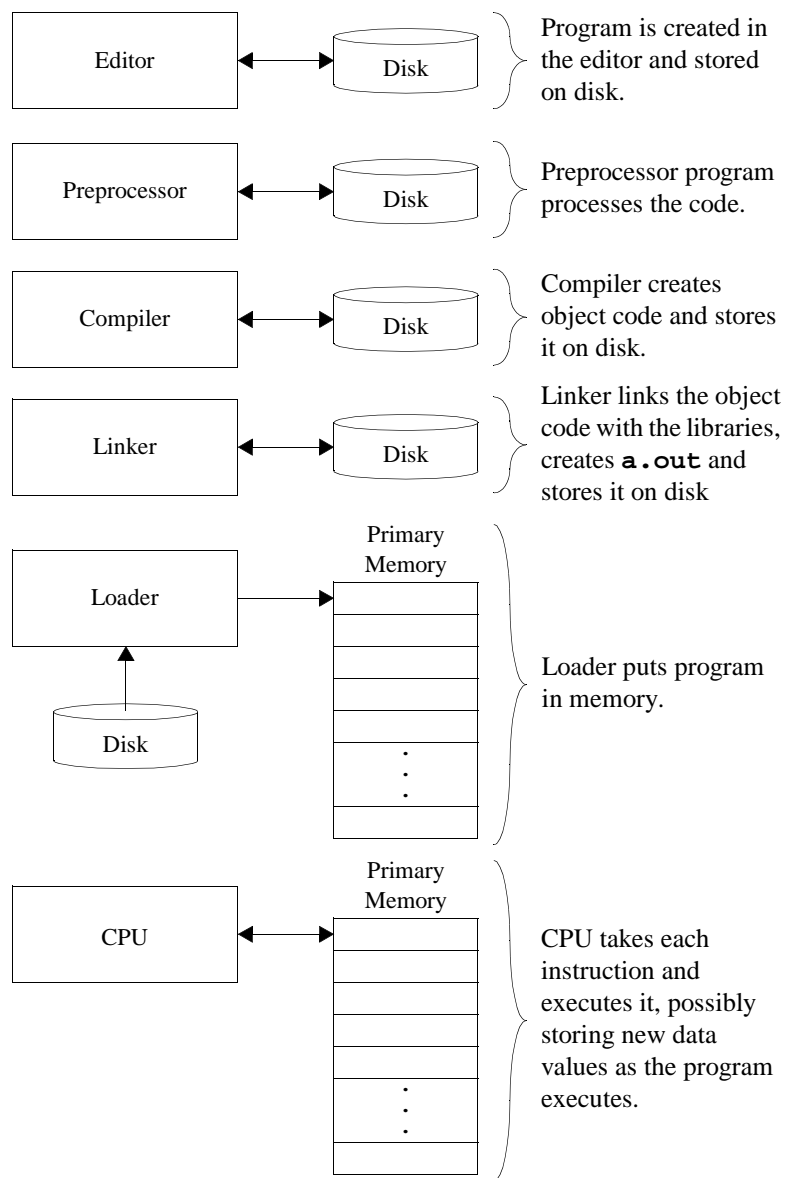 Editor
Disk
Program is created in
the editor and stored
on disk.
Preprocessor
Disk
Preprocessor program
processes the code.
Compiler
Disk
Compiler creates
object code and stores
it on disk.
Linker
Disk
Linker links the object
code with the libraries,
creates a.out and
stores it on disk
Loader
Disk
Primary
Memory
Loader puts program
in memory.
CPU
Primary
Memory
CPU takes each
instruction and
executes it, possibly
storing new data
values as the program
executes.